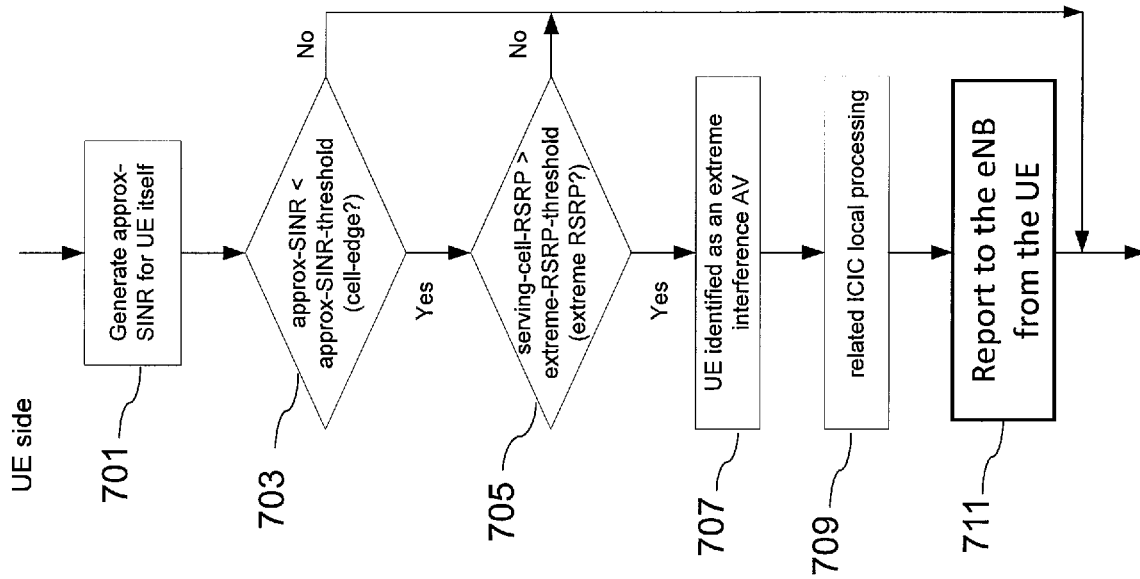 UE side
701
Generate approx-
SINR for UE itself
703
approx-SINR <
approx-SINR-threshold
(cell-edge?)
No
Yes
705
serving-cell-RSRP >
extreme-RSRP-threshold
(extreme RSRP?)
No
Yes
707
UE identified as an extreme
interference AV
709
related ICIC local processing
711
Report to the eNB
from the UE